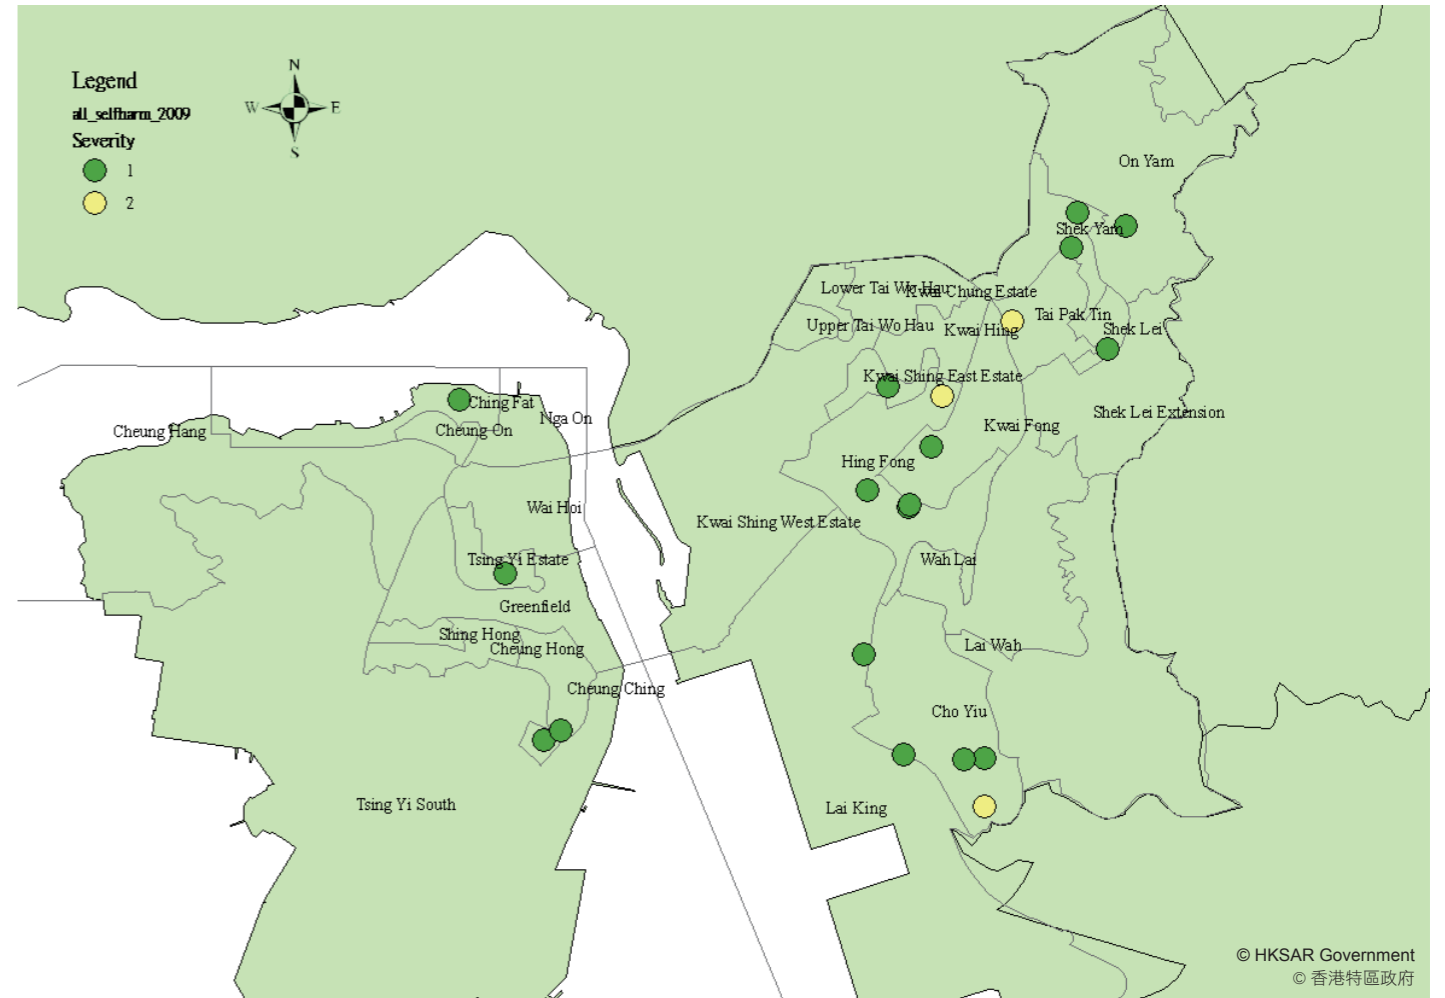 Legend
all_selfharm_2009
Severity
1
2
N
W
E
S
On Yam
Shek Yam
Lower Tai Wo Hau
Kwai Chung Estate
Upper Tai Wo Hau
Kwai Hing
Tai Pak Tin
Shek Lei
Kwai Shing East Estate
Shek Lei Extension
Kwai Fong
Ching Fat
Nga On
Cheung Hang
Cheung On
Hing Fong
Wai Hoi
Kwai Shing West Estate
Tsing Yi Estate
Wah Lai
Greenfield
Shing Hong
Cheung Hong
Lai Wah
Cheung Ching
Cho Yiu
Tsing Yi South
Lai King
© HKSAR Government
© 香港特區政府